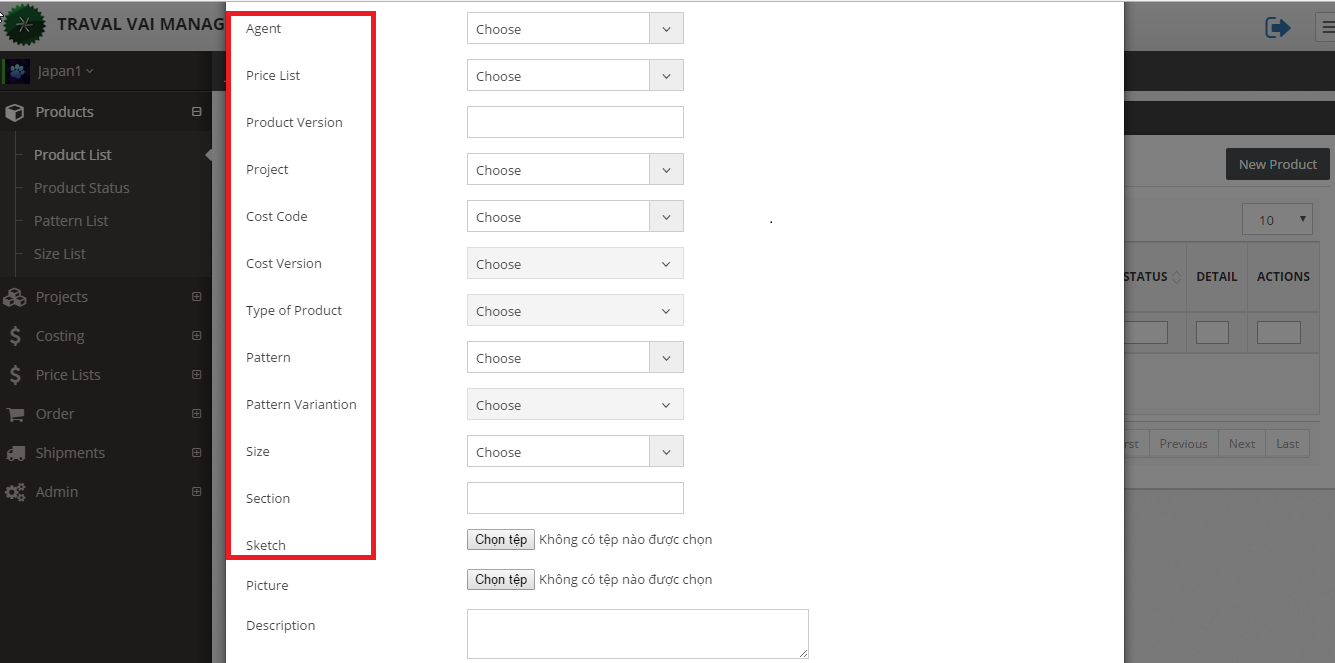 TRAVAL VAI MANAG
Japan1
Products
Product List
Product Status
Pattern List
Size List
Projects
Costing
Price Lists
Order
Shipments
Admin
Agent Choose
Price List Choose
Product Version
Project Choose
Cost Code Choose
Cost Version Choose
Type of Product Choose
Pattern Choose
Pattern Variantion Choose
Size Choose
Section
Sketch Chọn tệp Không có tệp nào được chọn
Picture Chọn tệp Không có tệp nào được chọn
Description
.
New Product
10
STATUS DETAIL ACTIONS
rst Previous Next Last